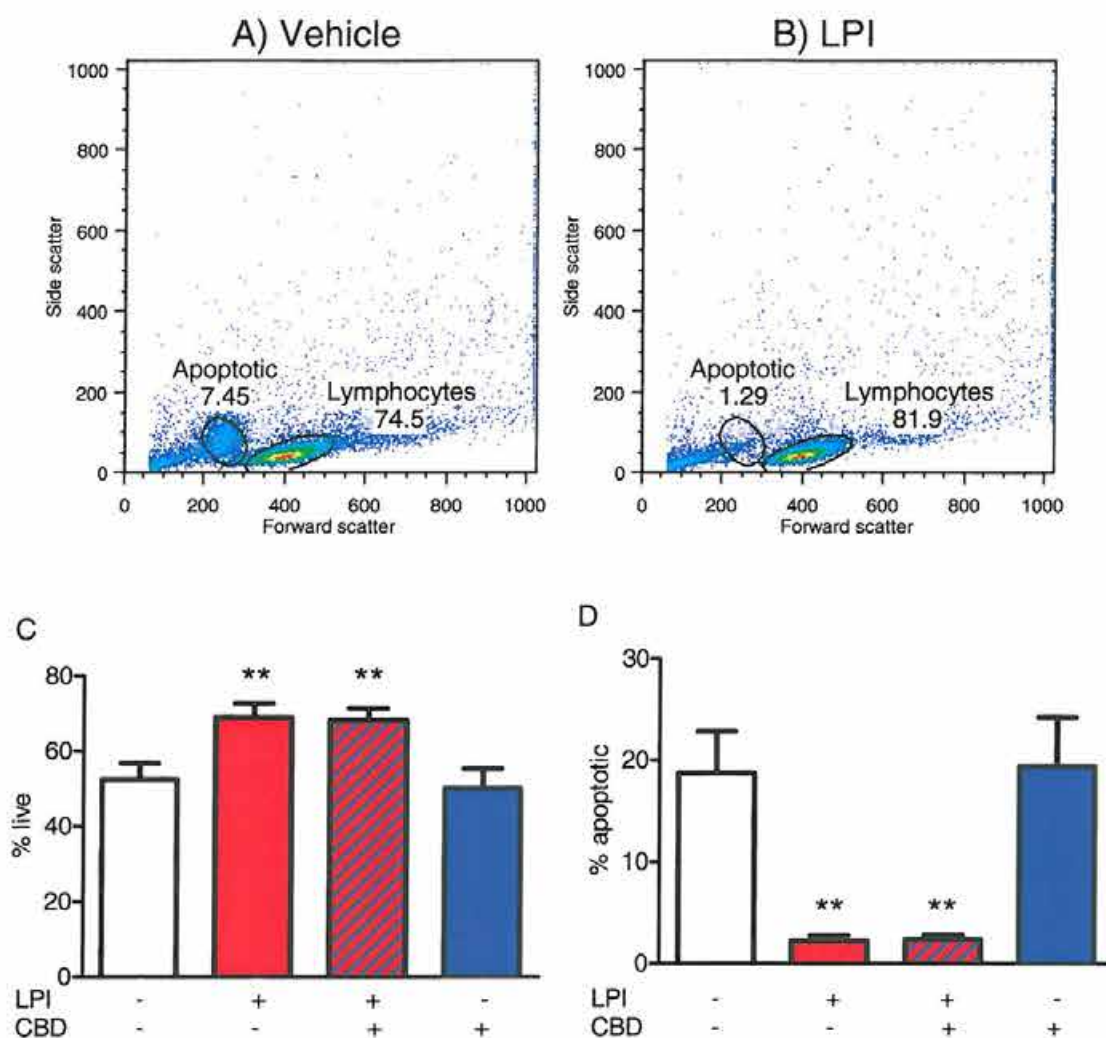 A) Vehicle
B) LPI
1000
800
600
400
200
0
Side scatter
Apoptotic
7.45
Lymphocytes
74.5
0 200 400 600 800 1000
Forward scatter
1000
800
600
400
200
0
Side scatter
Apoptotic
1.29
Lymphocytes
81.9
0 200 400 600 800 1000
Forward scatter
C
80
60
40
20
0
% live
** **
LPI - + + -
CBD - - + +
D
30
20
10
0
% apoptotic
** **
LPI - + + -
CBD - - + +